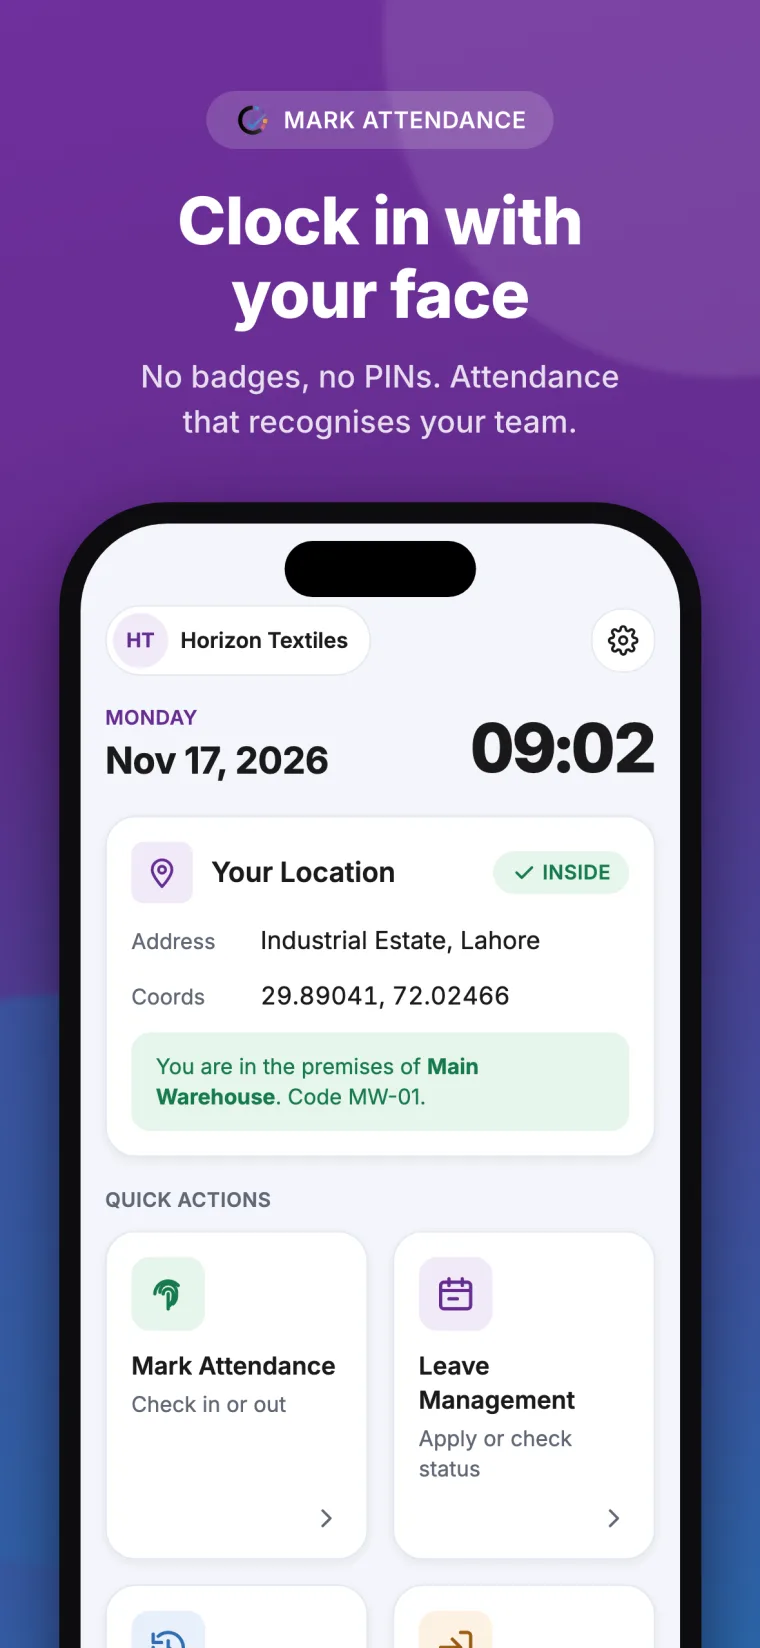 MARK ATTENDANCE
Clock in with
your face
No badges, no PINs. Attendance
that recognises your team.
HT Horizon Textiles
MONDAY
Nov 17, 2026
09:02
Your Location
INSIDE
Address Industrial Estate, Lahore
Coords 29.89041, 72.02466
You are in the premises of Main
Warehouse. Code MW-01.
QUICK ACTIONS
Mark Attendance
Check in or out
Leave
Management
Apply or check
status